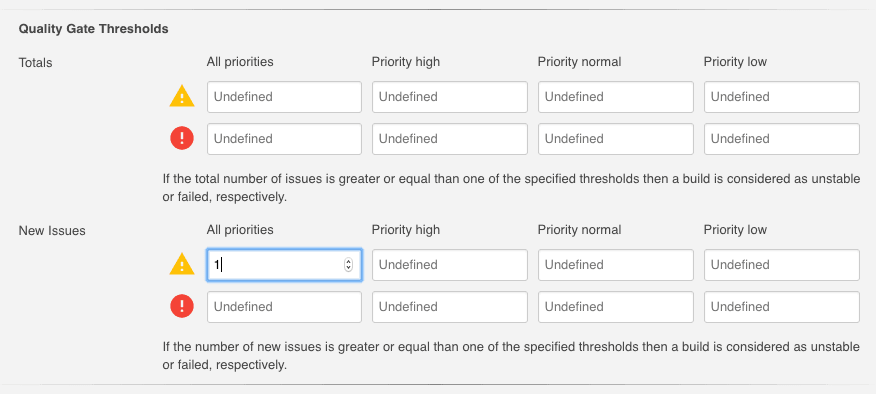 Quality Gate Thresholds
Totals All priorities Priority high Priority normal Priority low
Undefined Undefined Undefined Undefined
Undefined Undefined Undefined Undefined
If the total number of issues is greater or equal than one of the specified thresholds then a build is considered as unstable
or failed, respectively.
New Issues All priorities Priority high Priority normal Priority low
1 Undefined Undefined Undefined
Undefined Undefined Undefined Undefined
If the number of new issues is greater or equal than one of the specified thresholds then a build is considered as unstable
or failed, respectively.